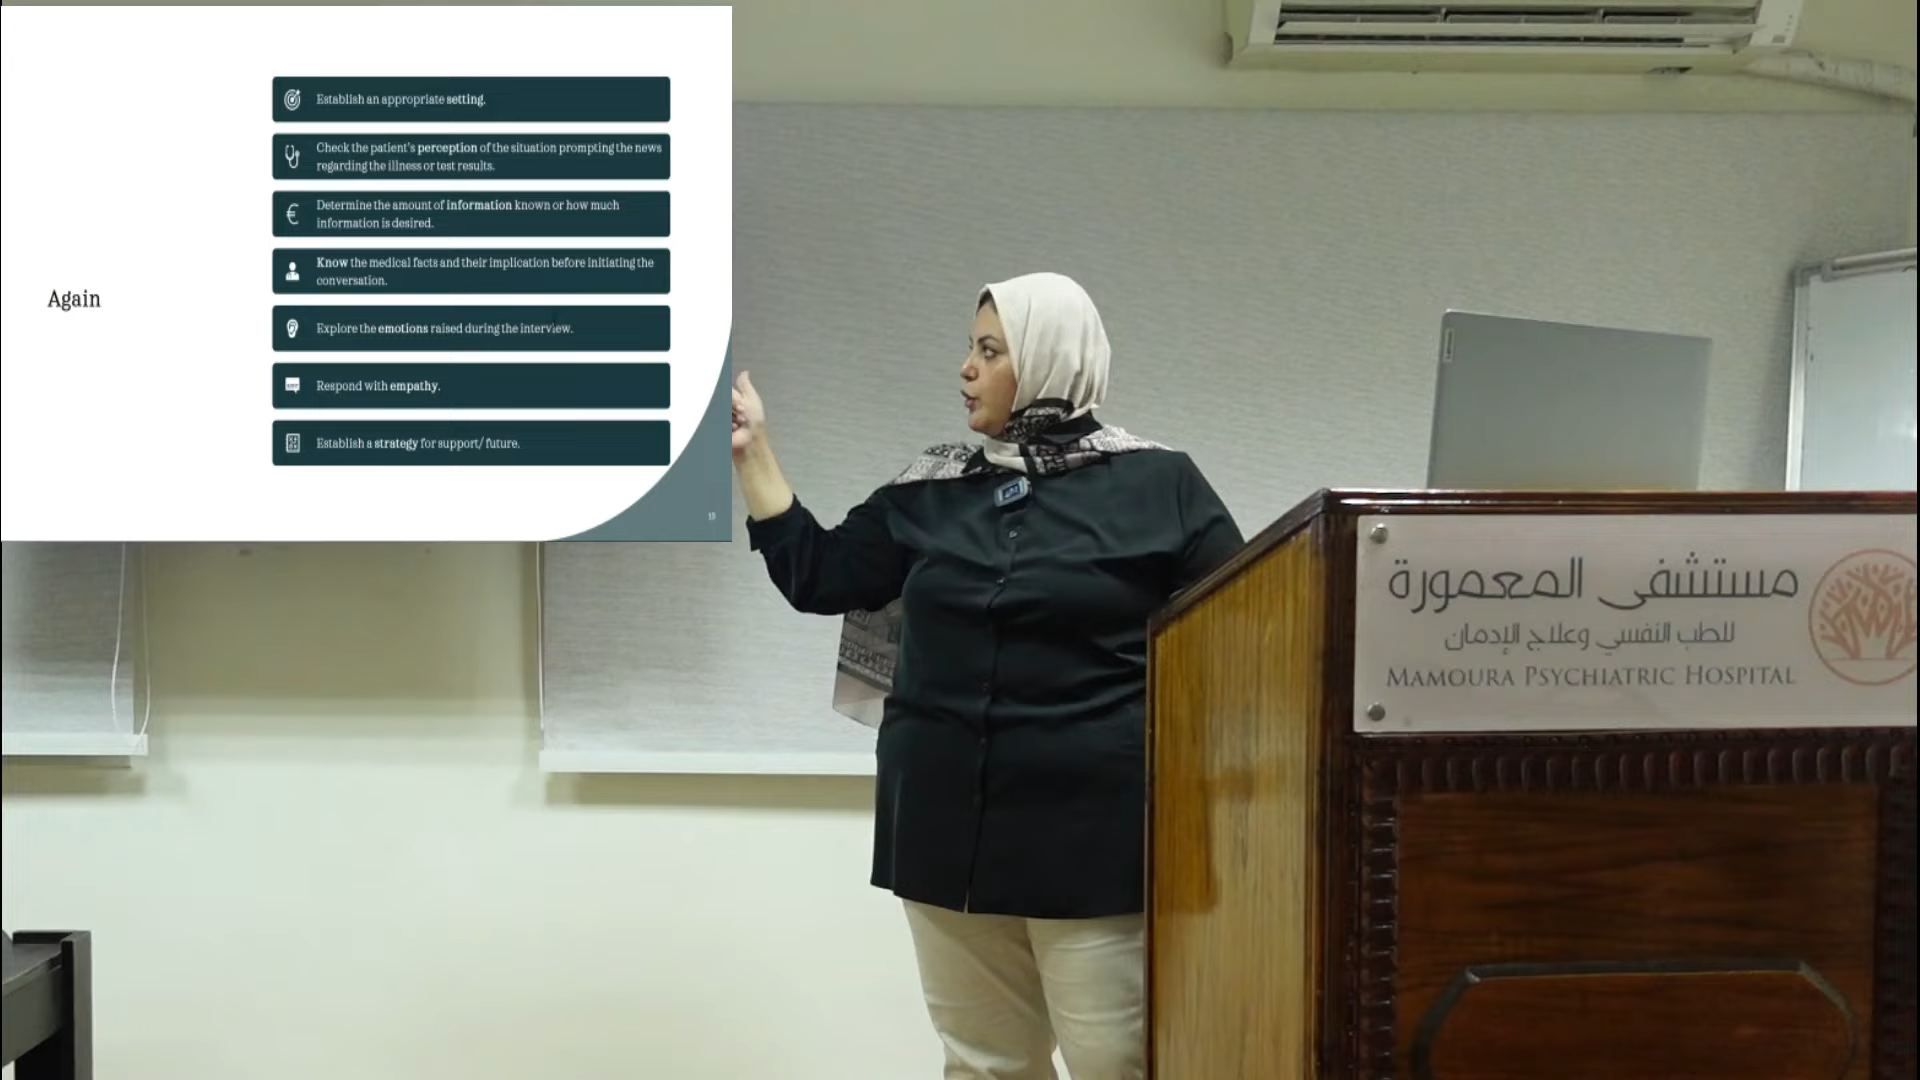 Again
Establish an appropriate setting.
Check the patient's perception of the situation prompting the news
regarding the illness or test results.
Determine the amount of information known or how much
information is desired.
Know the medical facts and their implication before initiating the
conversation.
Explore the emotions raised during the interview.
Respond with empathy.
Establish a strategy for support/ future.
13
مستشفى المعمورة
للطب النفسي وعلاج الإدمان
MAMOURA PSYCHIATRIC HOSPITAL